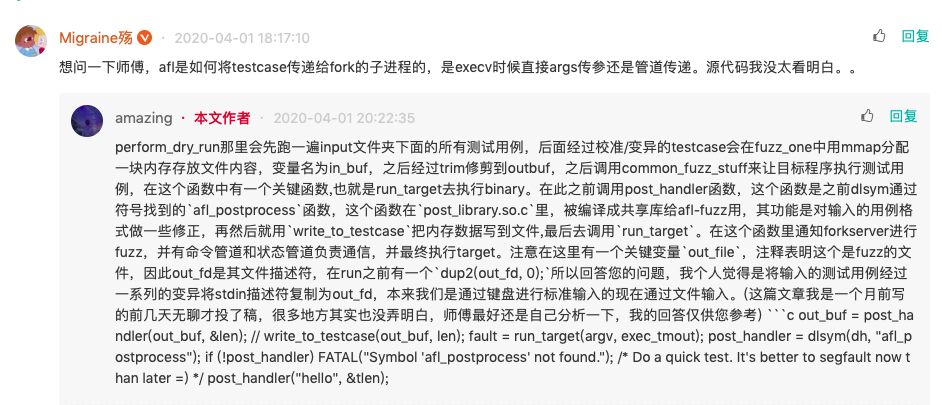 Migraine殇 · 2020-04-01 18:17:10 回复
想问一下师傅，afl是如何将testcase传递给fork的子进程的，是execv时候直接args传参还是管道传递。源代码我没太看明白。。
amazing · 本文作者 · 2020-04-01 20:22:35 回复
perform_dry_run那里会先跑一遍input文件夹下面的所有测试用例，后面经过校准/变异的testcase会在fuzz_one中用mmap分配
一块内存存放文件内容，变量名为in_buf，之后经过trim修剪到outbuf，之后调用common_fuzz_stuff来让目标程序执行测试用
例，在这个函数中有一个关键函数,也就是run_target去执行binary。在此之前调用post_handler函数，这个函数是之前dlsym通过
符号找到的`afl_postprocess`函数，这个函数在`post_library.so.c`里，被编译成共享库给afl-fuzz用，其功能是对输入的用例格
式做一些修正，再然后就用`write_to_testcase`把内存数据写到文件,最后去调用`run_target`。在这个函数里通知forkserver进行
fuzz，并有命令管道和状态管道负责通信，并最终执行target。注意在这里有一个关键变量`out_file`，注释表明这个是fuzz的文
件，因此out_fd是其文件描述符，在run之前有一个`dup2(out_fd, 0);`所以回答您的问题，我个人觉得是将输入的测试用例经过
一系列的变异将stdin描述符复制为out_fd，本来我们是通过键盘进行标准输入的现在通过文件输入。(这篇文章我是一个月前写
的前几天无聊才投了稿，很多地方其实也没弄明白，师傅最好还是自己分析一下，我的回答仅供您参考) ```c out_buf = post_ha
ndler(out_buf, &len); // write_to_testcase(out_buf, len); fault = run_target(argv, exec_tmout); post_handler = dlsym(dh, "afl_p
ostprocess"); if (!post_handler) FATAL("Symbol 'afl_postprocess' not found."); /* Do a quick test. It's better to segfault now t
han later =) */ post_handler("hello", &tlen);